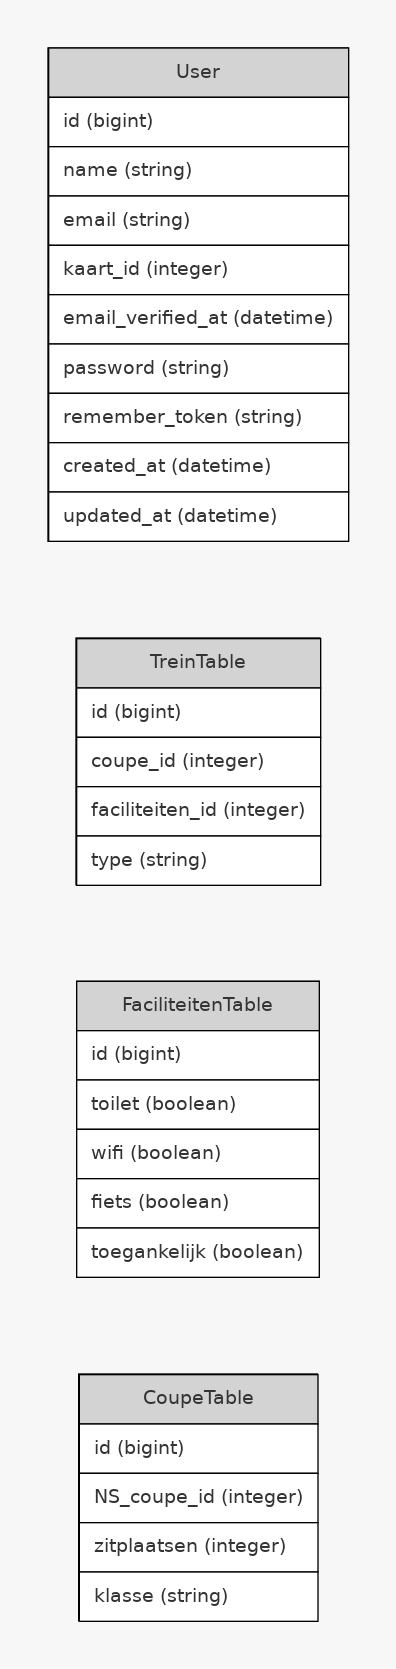 User
id (bigint)
name (string)
email (string)
kaart_id (integer)
email_verified_at (datetime)
password (string)
remember_token (string)
created_at (datetime)
updated_at (datetime)
TreinTable
id (bigint)
coupe_id (integer)
faciliteiten_id (integer)
type (string)
FaciliteitenTable
id (bigint)
toilet (boolean)
wifi (boolean)
fiets (boolean)
toegankelijk (boolean)
CoupeTable
id (bigint)
NS_coupe_id (integer)
zitplaatsen (integer)
klasse (string)